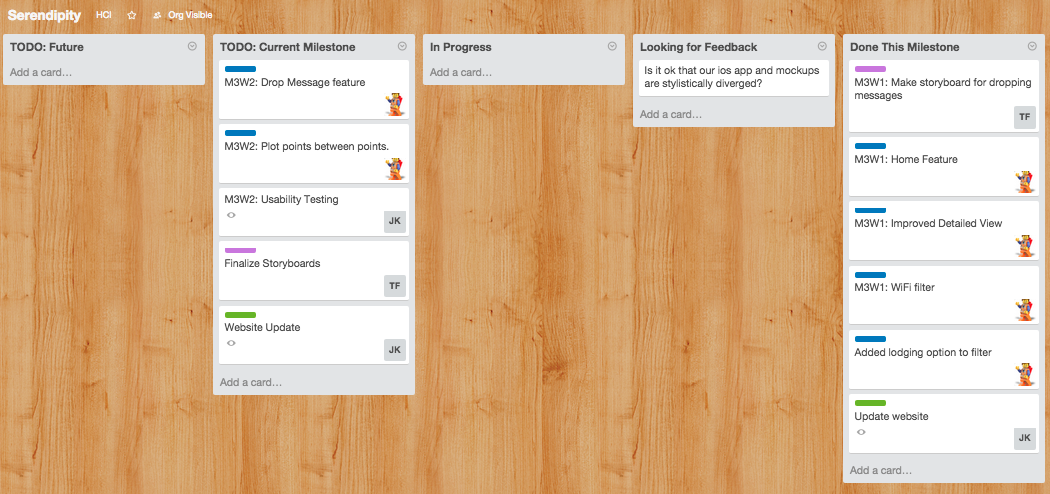 Serendipity HCI Org Visible
TODO: Future
Add a card…
TODO: Current Milestone
M3W2: Drop Message feature
M3W2: Plot points between points.
M3W2: Usability Testing
JK
Finalize Storyboards
TF
Website Update
JK
Add a card…
In Progress
Add a card…
Looking for Feedback
Is it ok that our ios app and mockups
are stylistically diverged?
Add a card…
Done This Milestone
M3W1: Make storyboard for dropping
messages
TF
M3W1: Home Feature
M3W1: Improved Detailed View
M3W1: WiFi filter
Added lodging option to filter
Update website
JK
Add a card…